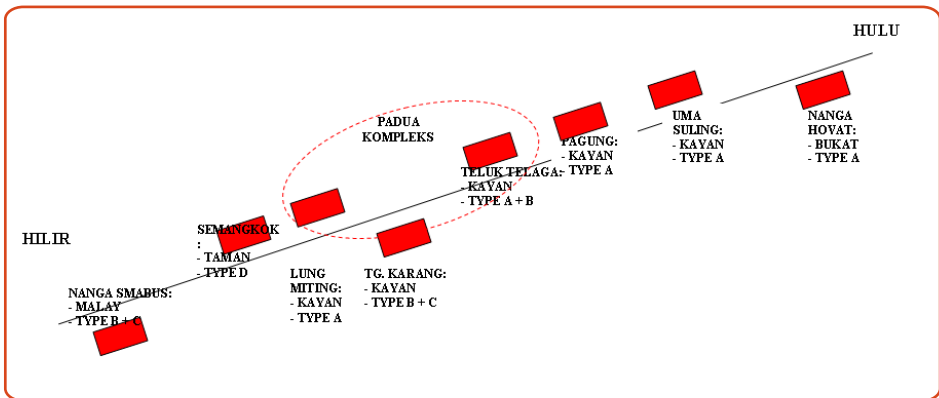 HULU
PADUA
KOMPLEKS
UMA
SULING:
- KAYAN
- TYPE A
NANGA
HOVAT:
- BUKAT
- TYPE A
PAGUNG:
- KAYAN
- TYPE A
TELUK TELAGA:
- KAYAN
- TYPE A + B
HILIR
SEMANGKOK
:
- TAMAN
- TYPE D
LUNG
MITING:
- KAYAN
- TYPE A
TG. KARANG:
- KAYAN
- TYPE B + C
NANGA SMABUS:
- MALAY
- TYPE B + C